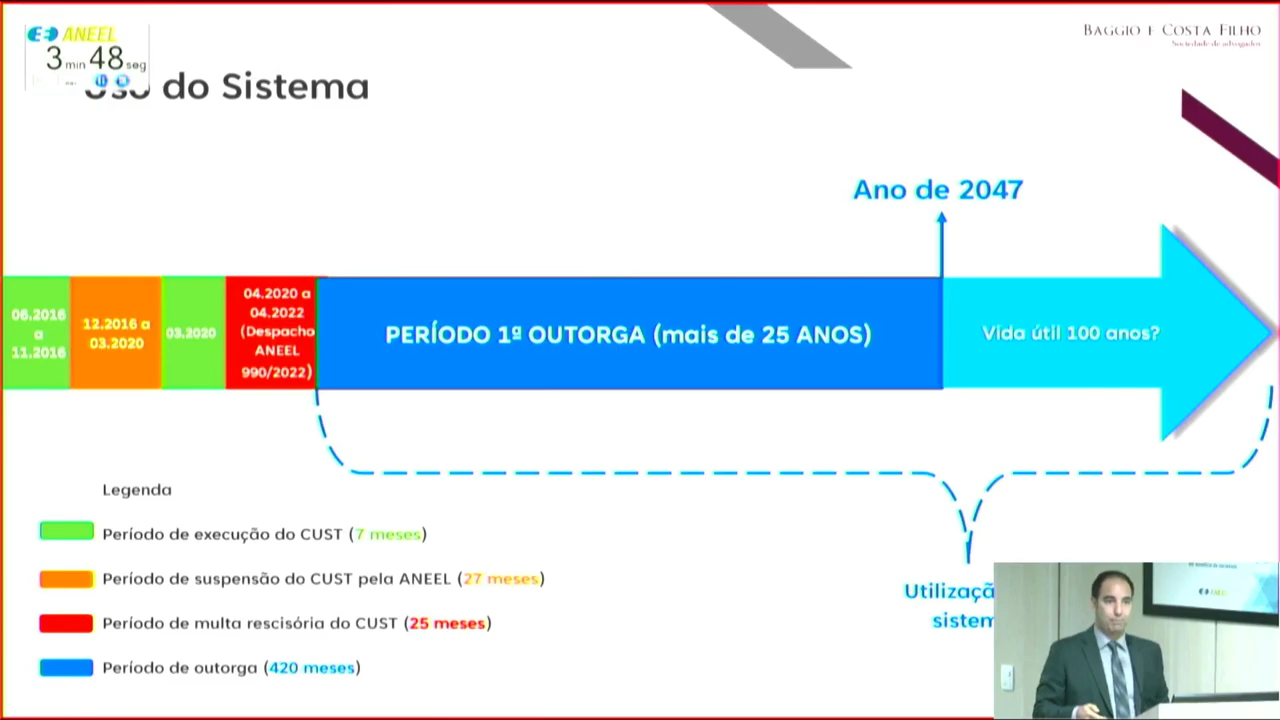 ANEEL
BAGGIO E COSTA FILHO
Sociedade de advogados
3 min 48 seg
Uso do Sistema
Ano de 2047
06.2016
a
11.2016
12.2016 a
03.2020
03.2020
04.2020 a
04.2022
(Despacho
ANEEL
990/2022)
PERÍODO 1ª OUTORGA (mais de 25 ANOS)
Vida útil 100 anos?
Legenda
Período de execução do CUST (7 meses)
Período de suspensão do CUST pela ANEEL (27 meses)
Período de multa rescisória do CUST (25 meses)
Período de outorga (420 meses)
Utilizaçã
sistem
ANEEL